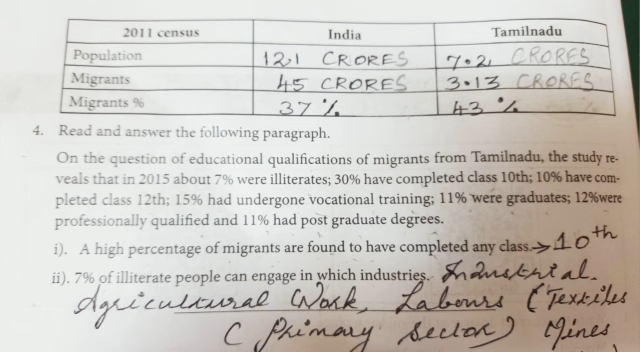 2011 census India Tamilnadu
Population 121 CRORES 7.2 CRORES
Migrants 45 CRORES 3.13 CRORES
Migrants % 37 % 43 %
4. Read and answer the following paragraph.
On the question of educational qualifications of migrants from Tamilnadu, the study re-
veals that in 2015 about 7% were illiterates; 30% have completed class 10th; 10% have com-
pleted class 12th; 15% had undergone vocational training; 11% were graduates; 12%were
professionally qualified and 11% had post graduate degrees.
i). A high percentage of migrants are found to have completed any class.→ 10th
ii). 7% of illiterate people can engage in which industries. Industrial.
Agricultural Work, Labours (Textiles
(Primary Sector) Mines